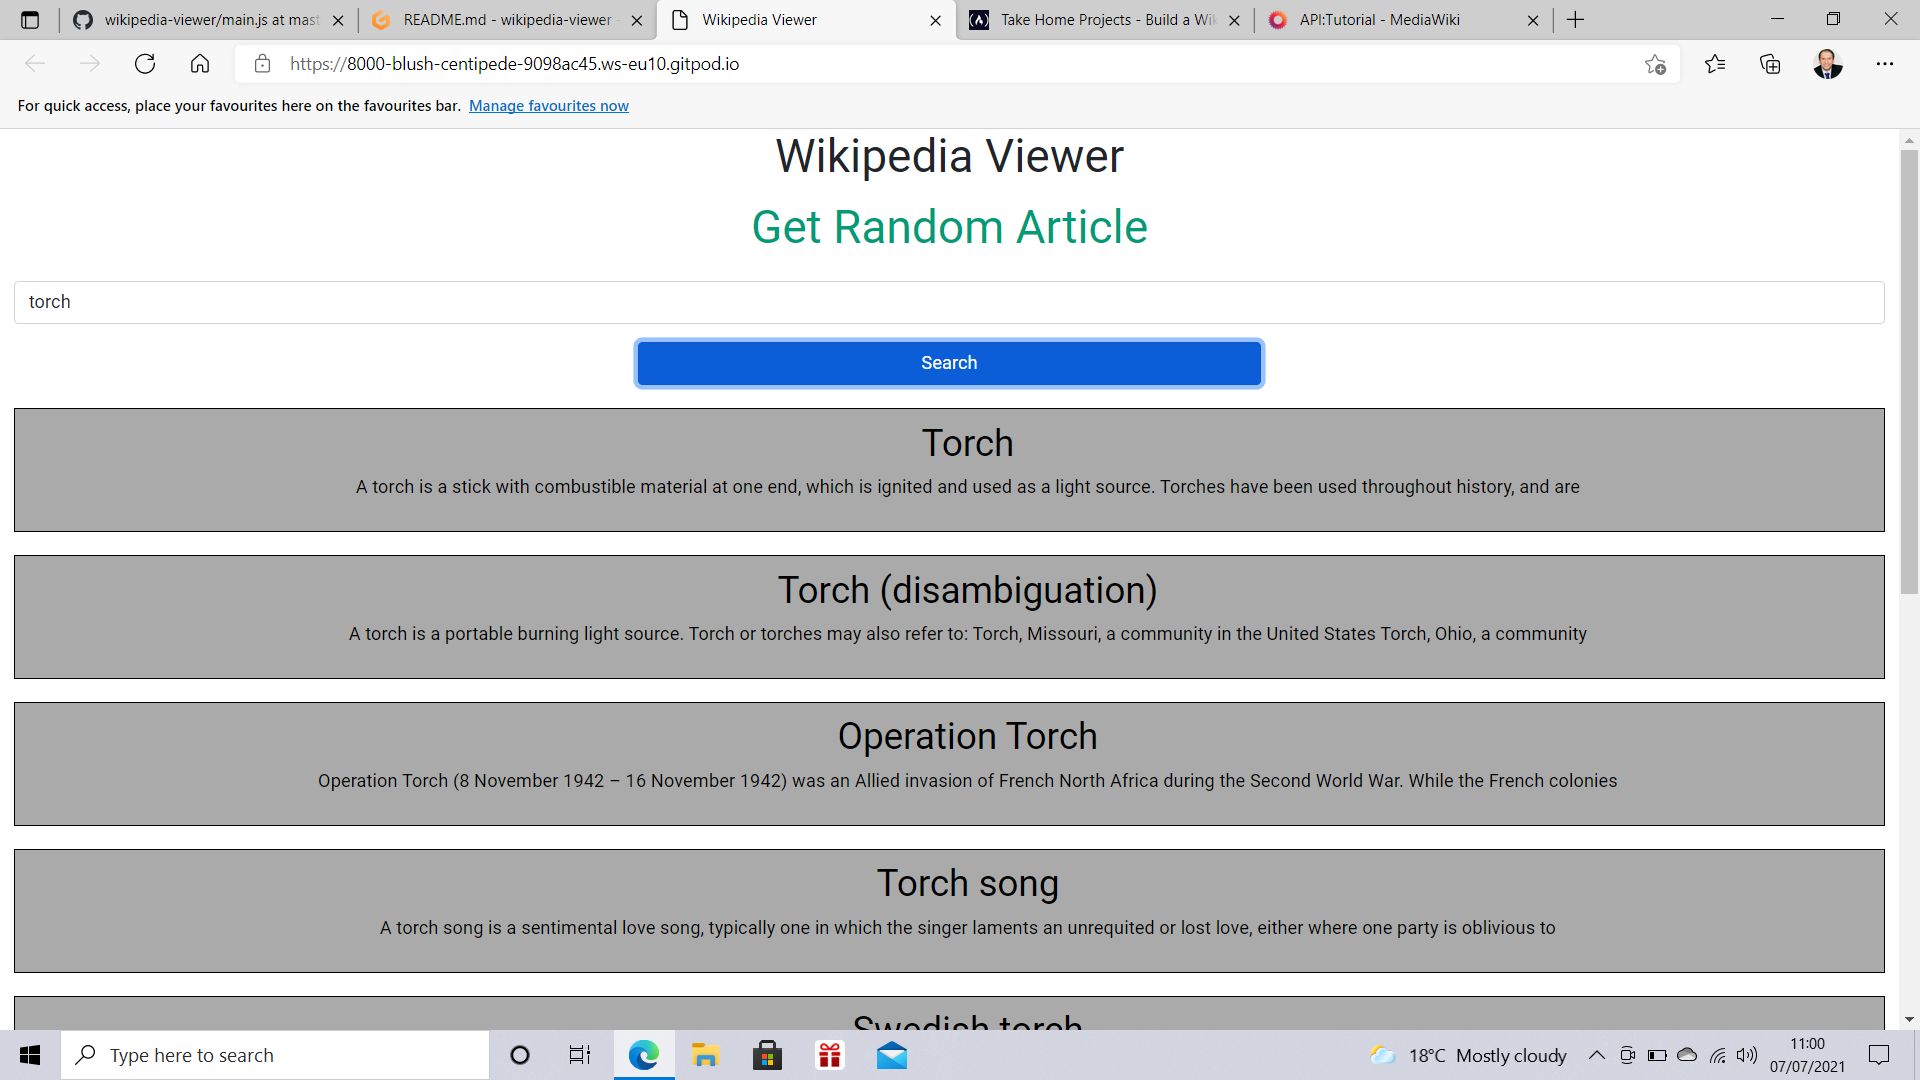 wikipedia-viewer/main.js at mast
README.md - wikipedia-viewer -
Wikipedia Viewer
Take Home Projects - Build a Wik
API:Tutorial - MediaWiki
https://8000-blush-centipede-9098ac45.ws-eu10.gitpod.io
For quick access, place your favourites here on the favourites bar. Manage favourites now
Wikipedia Viewer
Get Random Article
torch
Search
Torch
A torch is a stick with combustible material at one end, which is ignited and used as a light source. Torches have been used throughout history, and are
Torch (disambiguation)
A torch is a portable burning light source. Torch or torches may also refer to: Torch, Missouri, a community in the United States Torch, Ohio, a community
Operation Torch
Operation Torch (8 November 1942 – 16 November 1942) was an Allied invasion of French North Africa during the Second World War. While the French colonies
Torch song
A torch song is a sentimental love song, typically one in which the singer laments an unrequited or lost love, either where one party is oblivious to
Swedish torch
Type here to search
18°C Mostly cloudy
11:00
07/07/2021